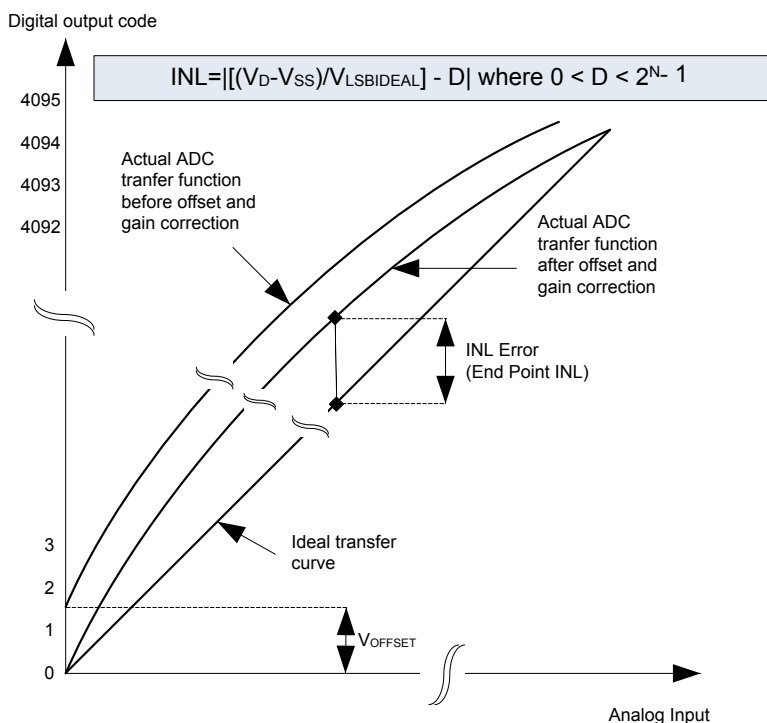 Digital output code
INL=|[(VD-VSS)/VLSBIDEAL] - D| where 0 < D < 2N- 1
4095
4094
4093
4092
Actual ADC
tranfer function
before offset and
gain correction
Actual ADC
tranfer function
after offset and
gain correction
INL Error
(End Point INL)
Ideal transfer
curve
3
2
1
0
VOFFSET
Analog Input